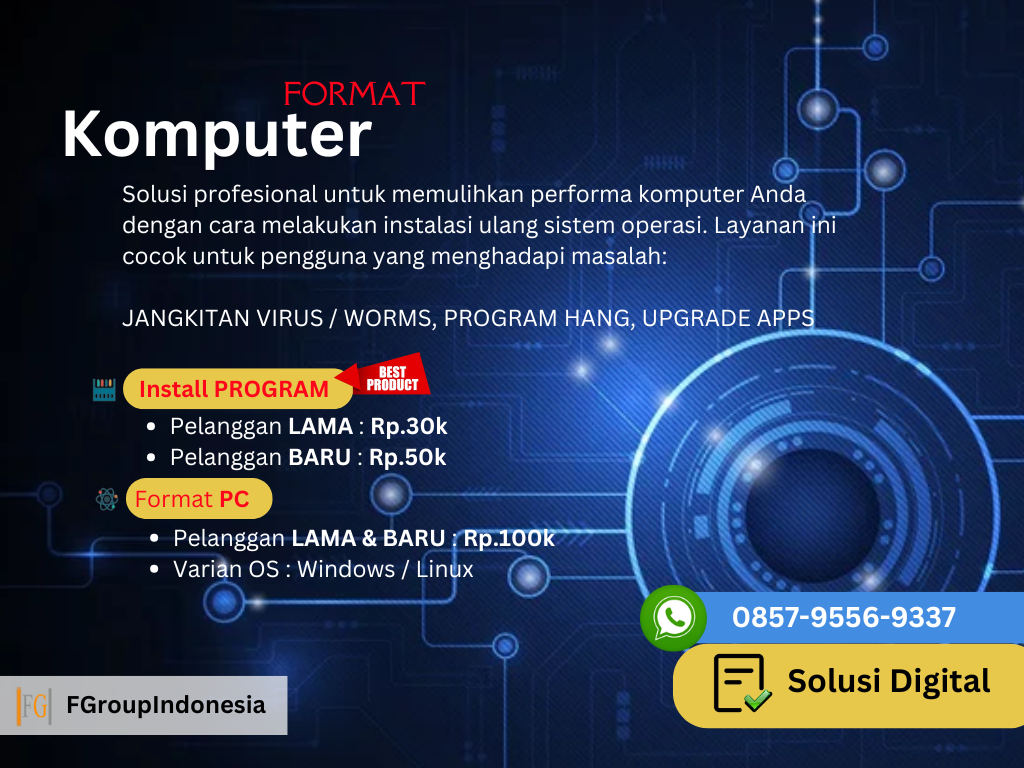 FORMAT
Komputer
Solusi profesional untuk memulihkan performa komputer Anda
dengan cara melakukan instalasi ulang sistem operasi. Layanan ini
cocok untuk pengguna yang menghadapi masalah:
JANGKITAN VIRUS / WORMS, PROGRAM HANG, UPGRADE APPS
Install PROGRAM
BEST
PRODUCT
• Pelanggan LAMA : Rp.30k
• Pelanggan BARU : Rp.50k
Format PC
• Pelanggan LAMA & BARU : Rp.100k
• Varian OS : Windows / Linux
0857-9556-9337
Solusi Digital
FG FGroupIndonesia